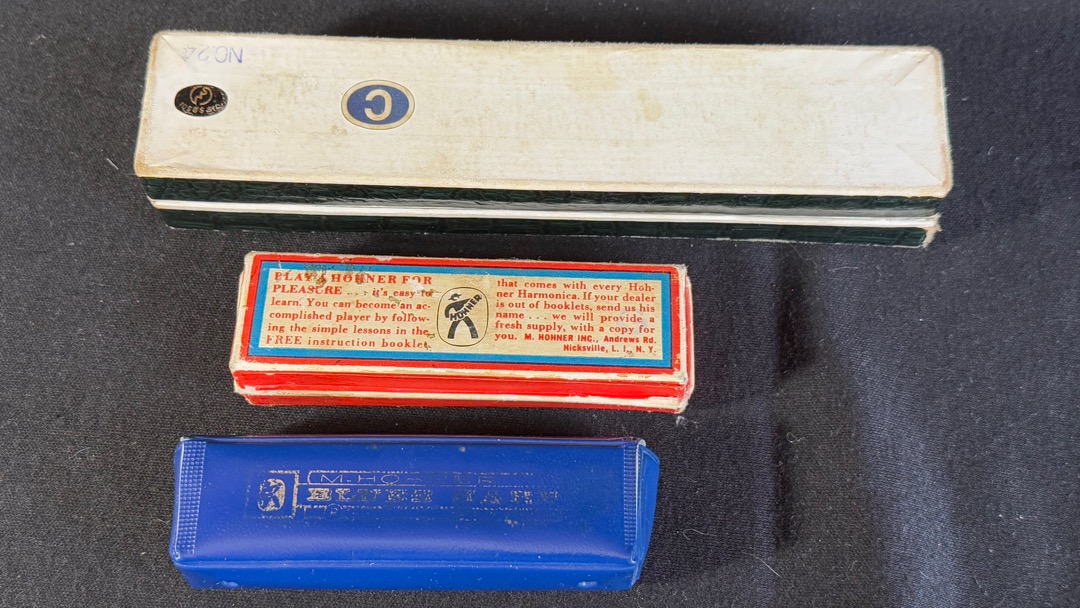 NO. 24
C
PLAY A HOHNER FOR
PLEASURE . . . it's easy to
learn. You can become an ac-
complished player by follow-
ing the simple lessons in the
FREE instruction booklet
HOHNER
that comes with every Hoh-
ner Harmonica. If your dealer
is out of booklets, send us his
name . . . we will provide a
fresh supply, with a copy for
you. M. HOHNER INC., Andrews Rd.
Hicksville, L. I., N. Y.
M. HOHNER
BLUES HARP